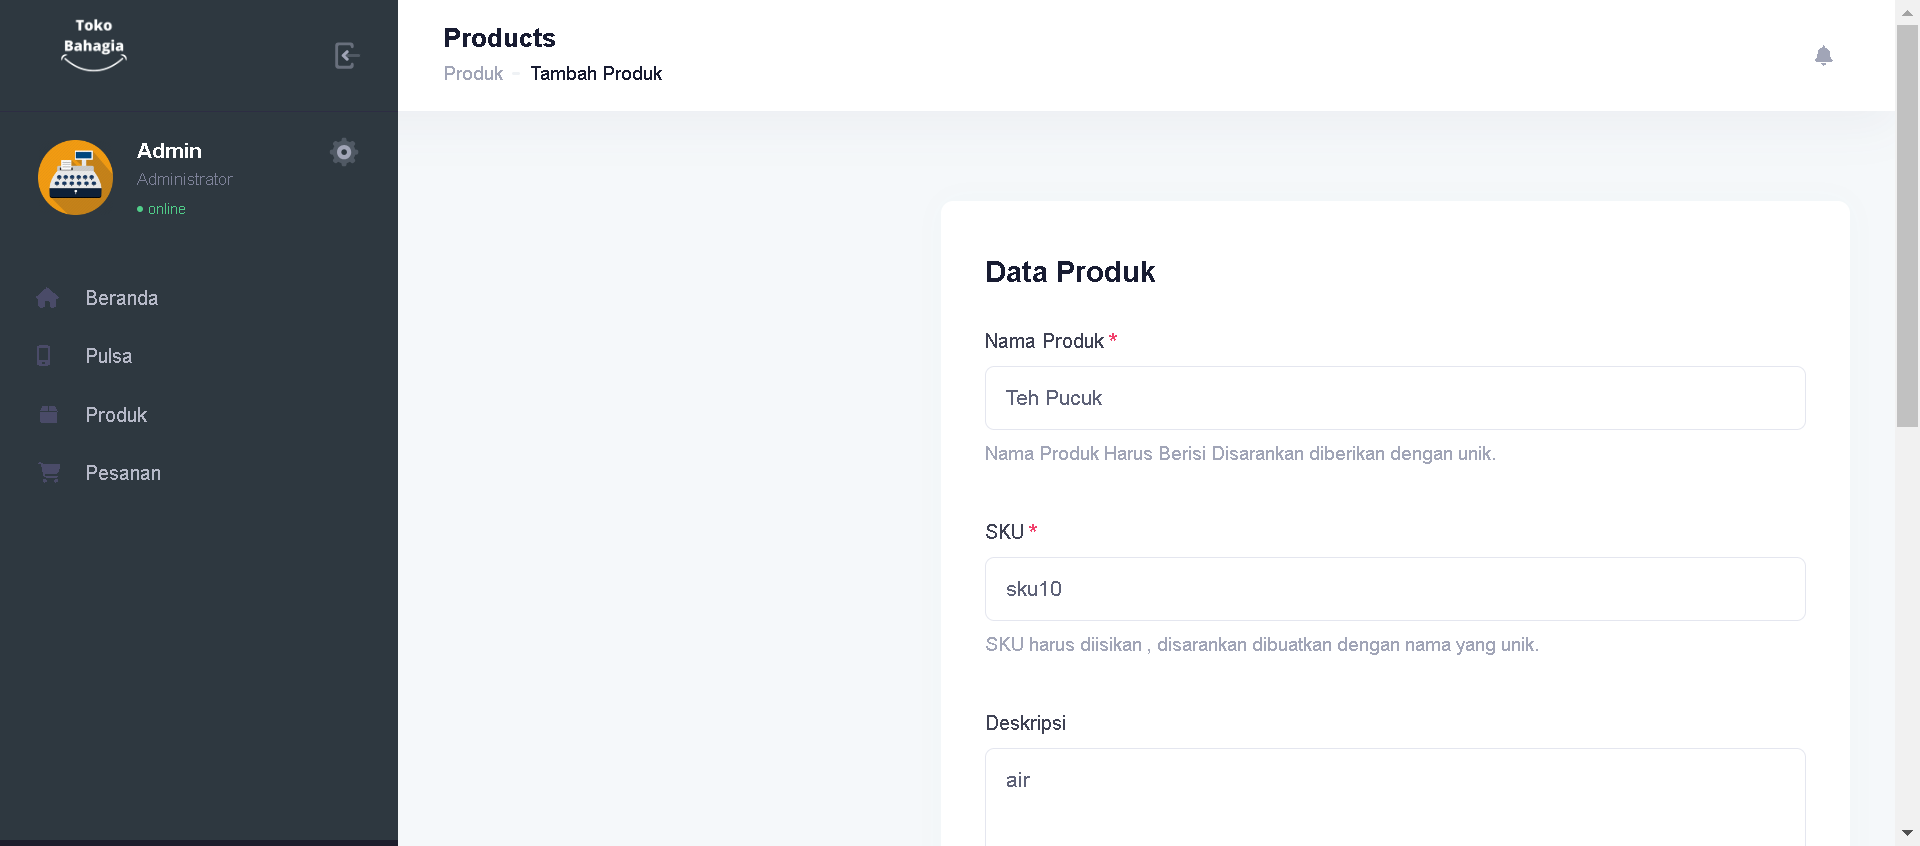 Toko
Bahagia
Admin
Administrator
online
Beranda
Pulsa
Produk
Pesanan
Products
Produk - Tambah Produk
Data Produk
Nama Produk *
Teh Pucuk
Nama Produk Harus Berisi Disarankan diberikan dengan unik.
SKU *
sku10
SKU harus diisikan , disarankan dibuatkan dengan nama yang unik.
Deskripsi
air